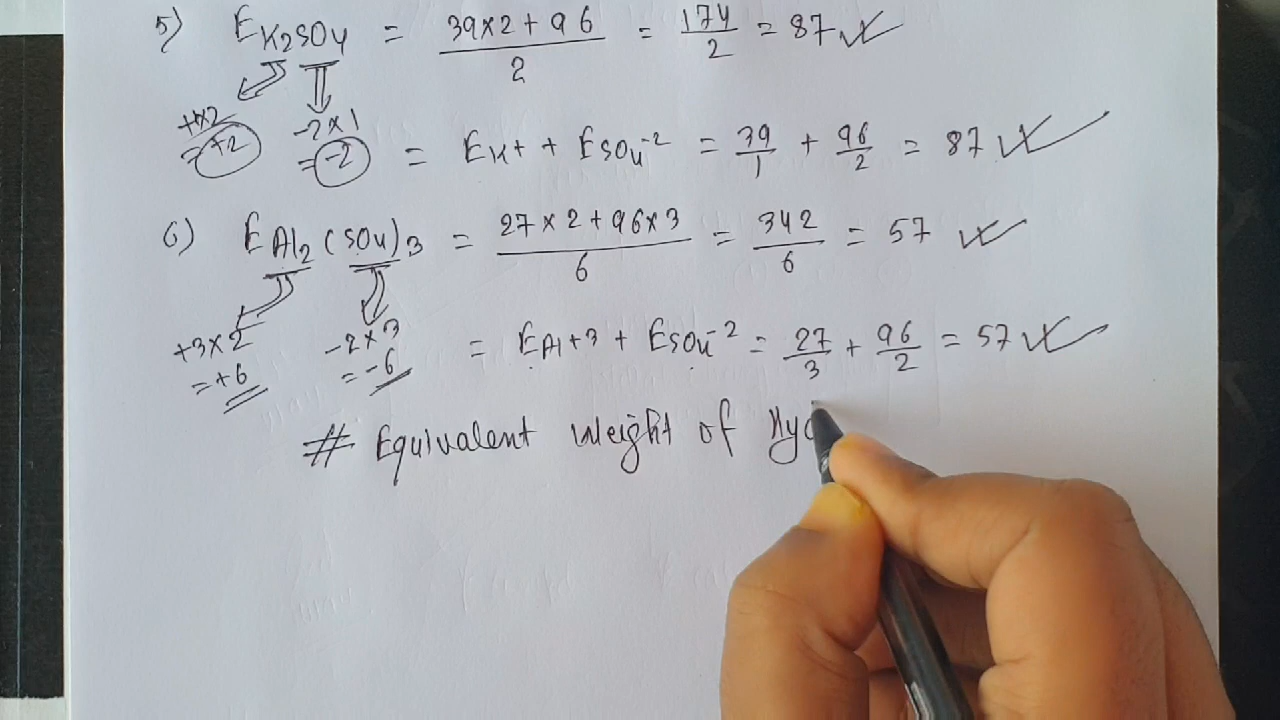 5) E K2SO4 = 39×2+96 / 2 = 174 / 2 = 87
+1×2 = +2 -2×1 = -2 = EK+ + ESO4-2 = 39/1 + 96/2 = 87
6) E Al2(SO4)3 = 27×2+96×3 / 6 = 342 / 6 = 57
+3×2 = +6 -2×3 = -6 = EAl+3 + ESO4-2 = 27/3 + 96/2 = 57
# Equivalent weight of Hyd